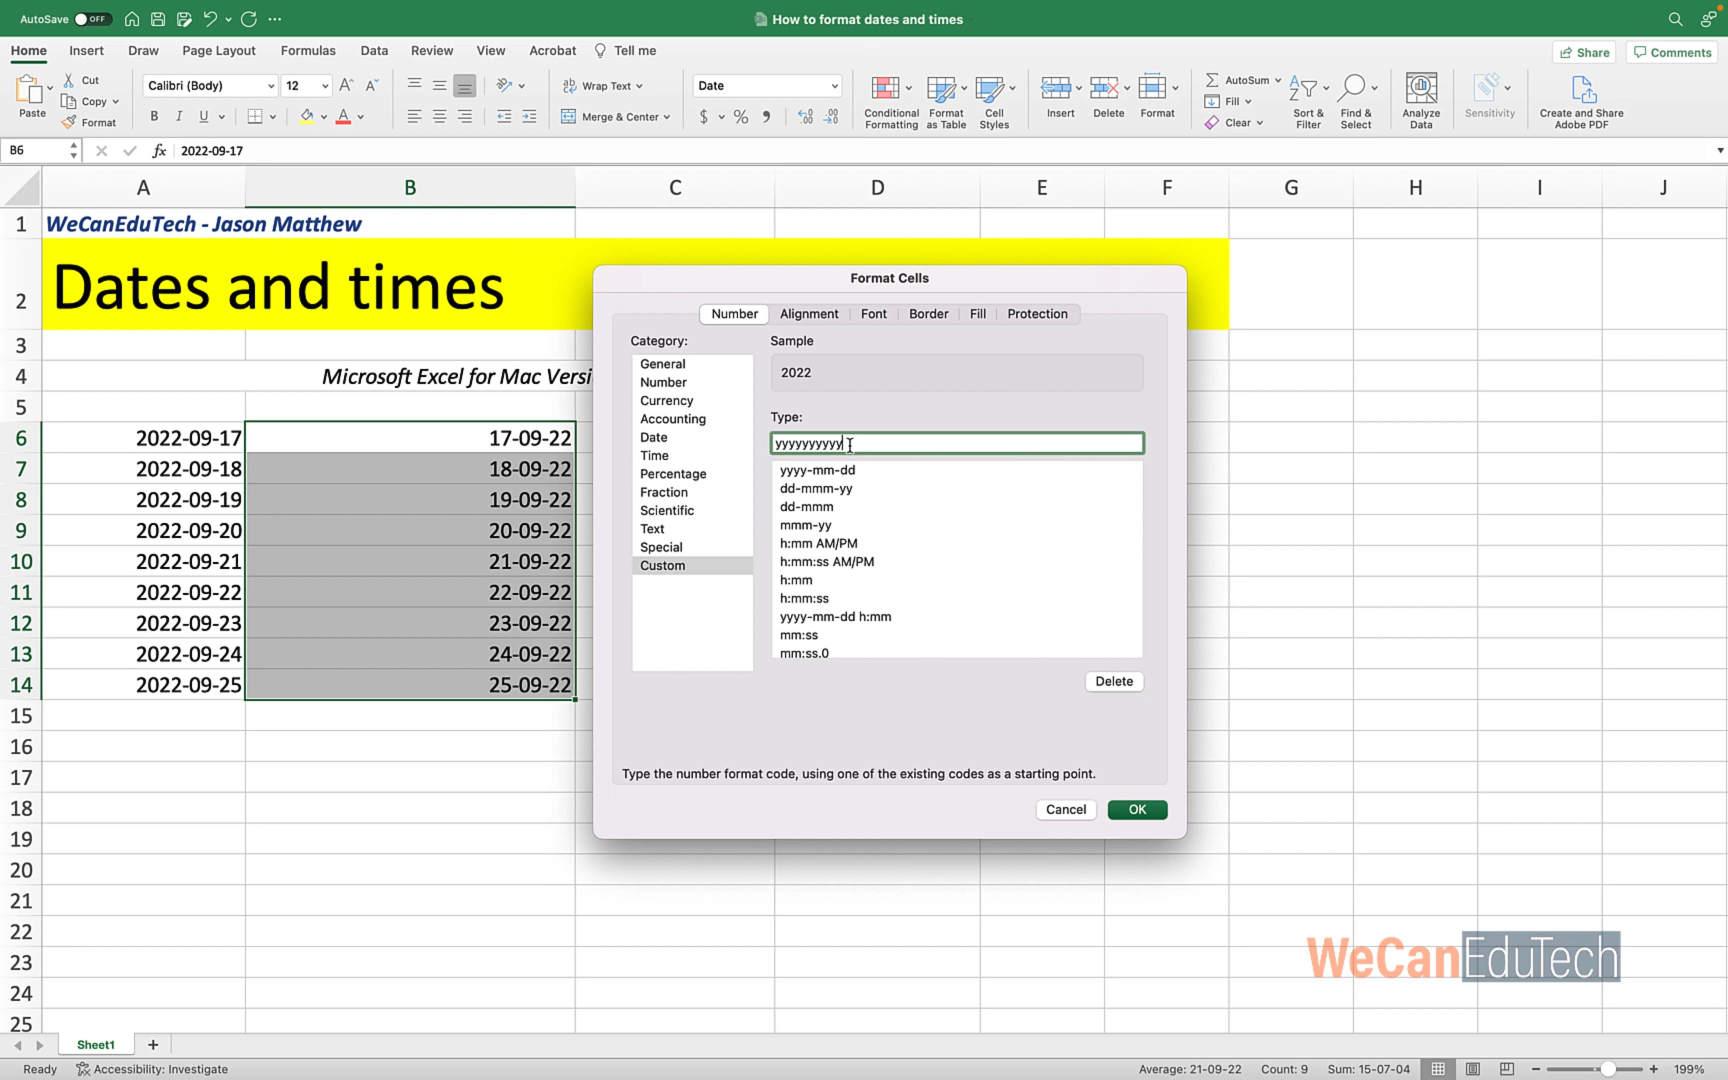 AutoSave OFF
How to format dates and times
Home Insert Draw Page Layout Formulas Data Review View Acrobat Tell me
Share Comments
Paste
Cut
Copy
Format
Calibri (Body) 12
A A
B I U
A
Wrap Text
Merge & Center
Date
$ % ,
Conditional Formatting
Format as Table
Cell Styles
Insert
Delete
Format
AutoSum
Fill
Clear
Sort & Filter
Find & Select
Analyze Data
Sensitivity
Create and Share Adobe PDF
B6 fx 2022-09-17
A B C D E F G H I J
1 WeCanEduTech - Jason Matthew
2 Dates and times
3
4 Microsoft Excel for Mac Versi
5
6 2022-09-17 17-09-22
7 2022-09-18 18-09-22
8 2022-09-19 19-09-22
9 2022-09-20 20-09-22
10 2022-09-21 21-09-22
11 2022-09-22 22-09-22
12 2022-09-23 23-09-22
13 2022-09-24 24-09-22
14 2022-09-25 25-09-22
15
16
17
18
19
20
21
22
23
24
25
Format Cells
Number Alignment Font Border Fill Protection
Category:
General
Number
Currency
Accounting
Date
Time
Percentage
Fraction
Scientific
Text
Special
Custom
Sample
2022
Type:
yyyyyyyyyy
yyyy-mm-dd
dd-mmm-yy
dd-mmm
mmm-yy
h:mm AM/PM
h:mm:ss AM/PM
h:mm
h:mm:ss
yyyy-mm-dd h:mm
mm:ss
mm:ss.0
Delete
Type the number format code, using one of the existing codes as a starting point.
Cancel OK
WeCanEduTech
Sheet1 +
Ready Accessibility: Investigate Average: 21-09-22 Count: 9 Sum: 15-07-04 199%